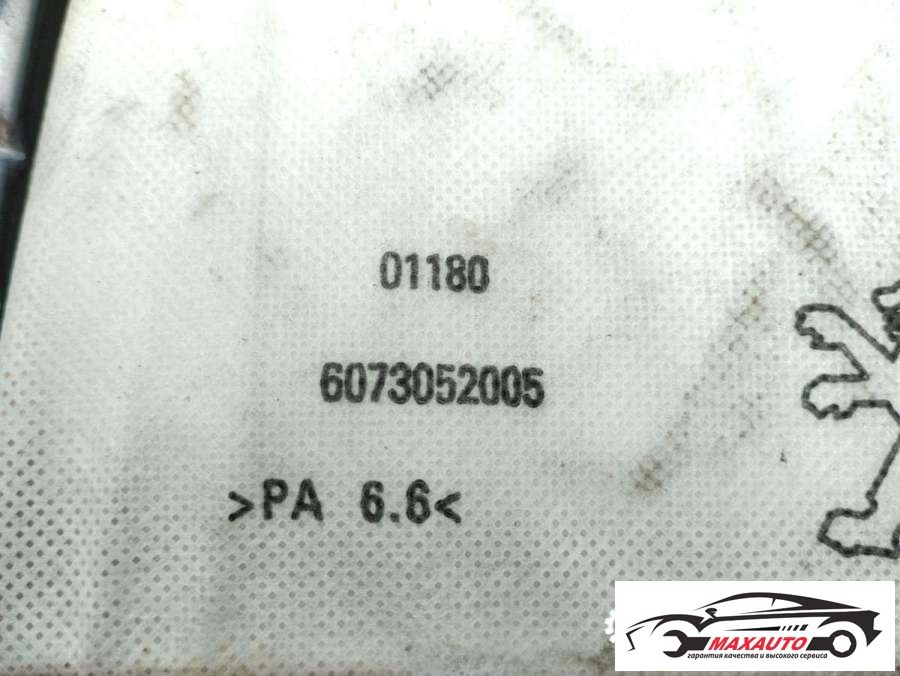 01180
6073052005
>PA 6.6<
MAXAUTO
гарантия качества и высокого сервиса